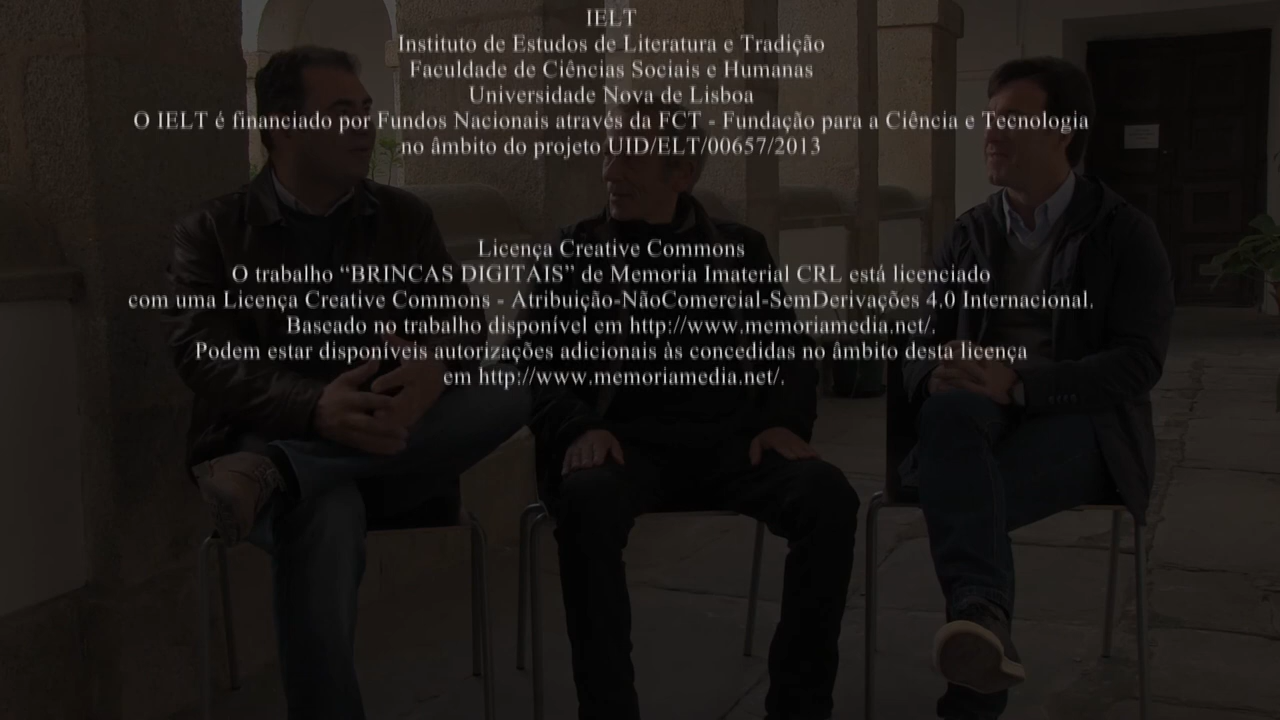 IELT
Instituto de Estudos de Literatura e Tradição
Faculdade de Ciências Sociais e Humanas
Universidade Nova de Lisboa
O IELT é financiado por Fundos Nacionais através da FCT - Fundação para a Ciência e Tecnologia
no âmbito do projeto UID/ELT/00657/2013
Licença Creative Commons
O trabalho “BRINCAS DIGITAIS” de Memoria Imaterial CRL está licenciado
com uma Licença Creative Commons - Atribuição-NãoComercial-SemDerivações 4.0 Internacional.
Baseado no trabalho disponível em http://www.memoriamedia.net/.
Podem estar disponíveis autorizações adicionais às concedidas no âmbito desta licença
em http://www.memoriamedia.net/.